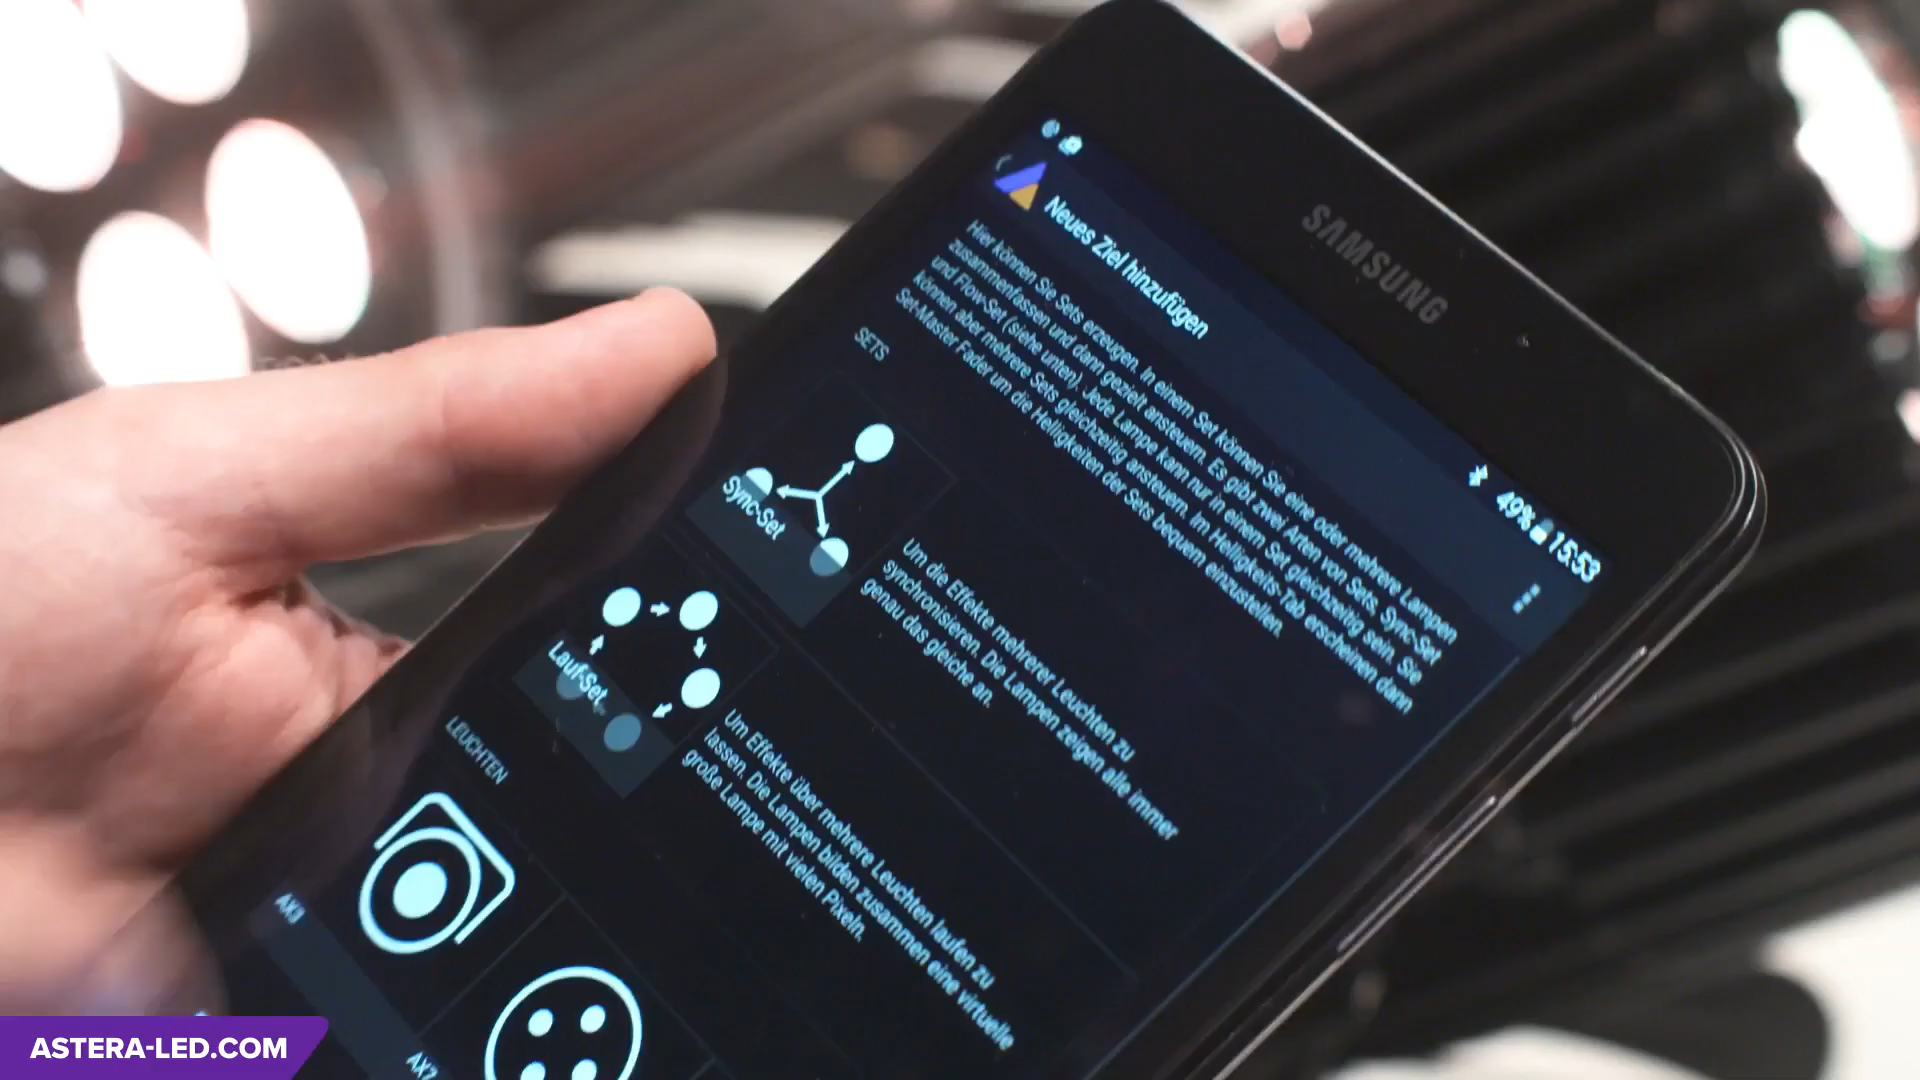 SAMSUNG
49% 15:53
Neues Ziel hinzufügen
Hier können Sie Sets erzeugen. In einem Set können Sie eine oder mehrere Lampen
zusammenfassen und dann gezielt ansteuern. Es gibt zwei Arten von Sets, Sync-Set
und Flow-Set (siehe unten). Jede Lampe kann nur in einem Set gleichzeitig sein. Sie
können aber mehrere Sets gleichzeitig ansteuern. Im Helligkeits-Tab erscheinen dann
Set-Master Fader um die Helligkeiten der Sets bequem einzustellen.
SETS
Sync-Set
Um die Effekte mehrerer Leuchten zu
synchronisieren. Die Lampen zeigen alle immer
genau das gleiche an.
Lauf-Set
Um Effekte über mehrere Leuchten laufen zu
lassen. Die Lampen bilden zusammen eine virtuelle
große Lampe mit vielen Pixeln.
LEUCHTEN
AX3
AX7
ASTERA-LED.COM